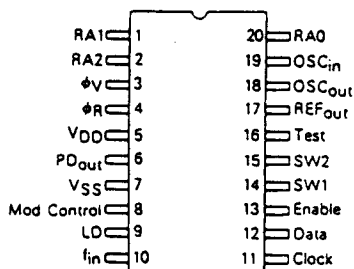 RA1 1 20 RA0
RA2 2 19 OSCin
ϕV 3 18 OSCout
ϕR 4 17 REFout
VDD 5 16 Test
PDout 6 15 SW2
VSS 7 14 SW1
Mod Control 8 13 Enable
LD 9 12 Data
fin 10 11 Clock